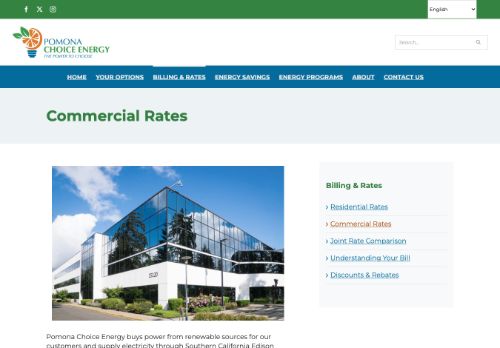 English
POMONA
CHOICE ENERGY
THE POWER TO CHOOSE
Search...
HOME YOUR OPTIONS BILLING & RATES ENERGY SAVINGS ENERGY PROGRAMS ABOUT CONTACT US
Commercial Rates
Billing & Rates
Residential Rates
Commercial Rates
Joint Rate Comparison
Understanding Your Bill
Discounts & Rebates
Pomona Choice Energy buys power from renewable sources for our
customers and supply electricity through Southern California Edison